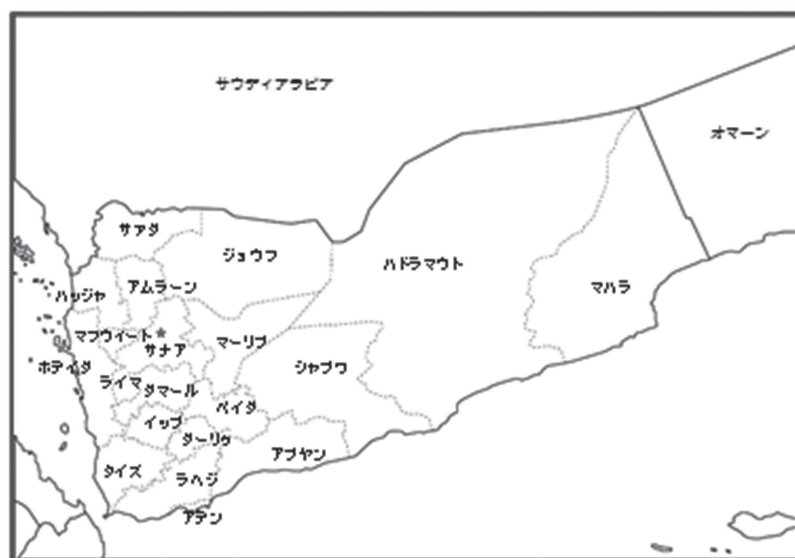 サウディアラビア
オマーン
サァダ
ジョウフ
ハドラマウト
アムラーン
マハラ
ハッジャ
マフウィート
サナア
マーリブ
ホデイダ
シャブワ
ライマ
ダマール
ベイダ
イッブ
ダーリウ
アブヤン
タイズ
ラヘジ
アデン